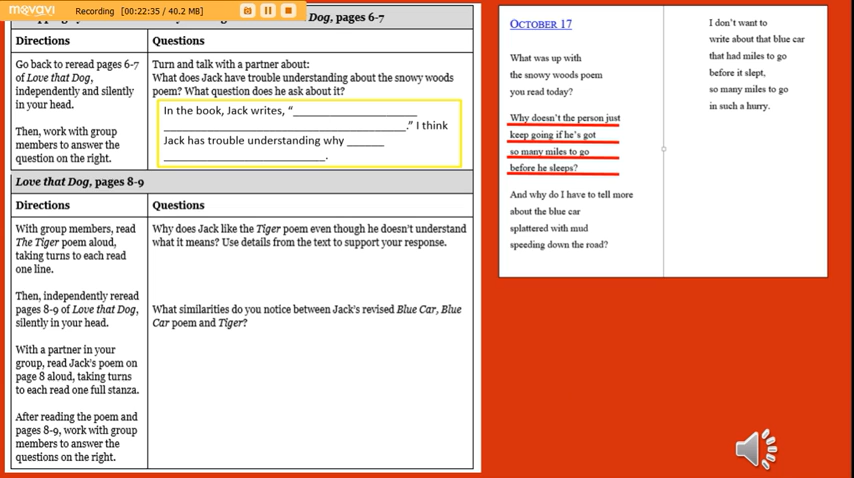 movavi
Recording [00:22:35 / 40.2 MB]
Dog, pages 6-7
Directions
Questions
Go back to reread pages 6-7
of Love that Dog,
independently and silently
in your head.
Then, work with group
members to answer the
question on the right.
Turn and talk with a partner about:
What does Jack have trouble understanding about the snowy woods
poem? What question does he ask about it?
In the book, Jack writes, “____________________
_______________________________________.” I think
Jack has trouble understanding why ______
__________________________.
Love that Dog, pages 8-9
Directions
Questions
With group members, read
The Tiger poem aloud,
taking turns to each read
one line.
Then, independently reread
pages 8-9 of Love that Dog,
silently in your head.
With a partner in your
group, read Jack's poem on
page 8 aloud, taking turns
to each read one full stanza.
After reading the poem and
pages 8-9, work with group
members to answer the
questions on the right.
Why does Jack like the Tiger poem even though he doesn't understand
what it means? Use details from the text to support your response.
What similarities do you notice between Jack's revised Blue Car, Blue
Car poem and Tiger?
OCTOBER 17
What was up with
the snowy woods poem
you read today?
Why doesn't the person just
keep going if he's got
so many miles to go
before he sleeps?
And why do I have to tell more
about the blue car
splattered with mud
speeding down the road?
I don't want to
write about that blue car
that had miles to go
before it slept,
so many miles to go
in such a hurry.